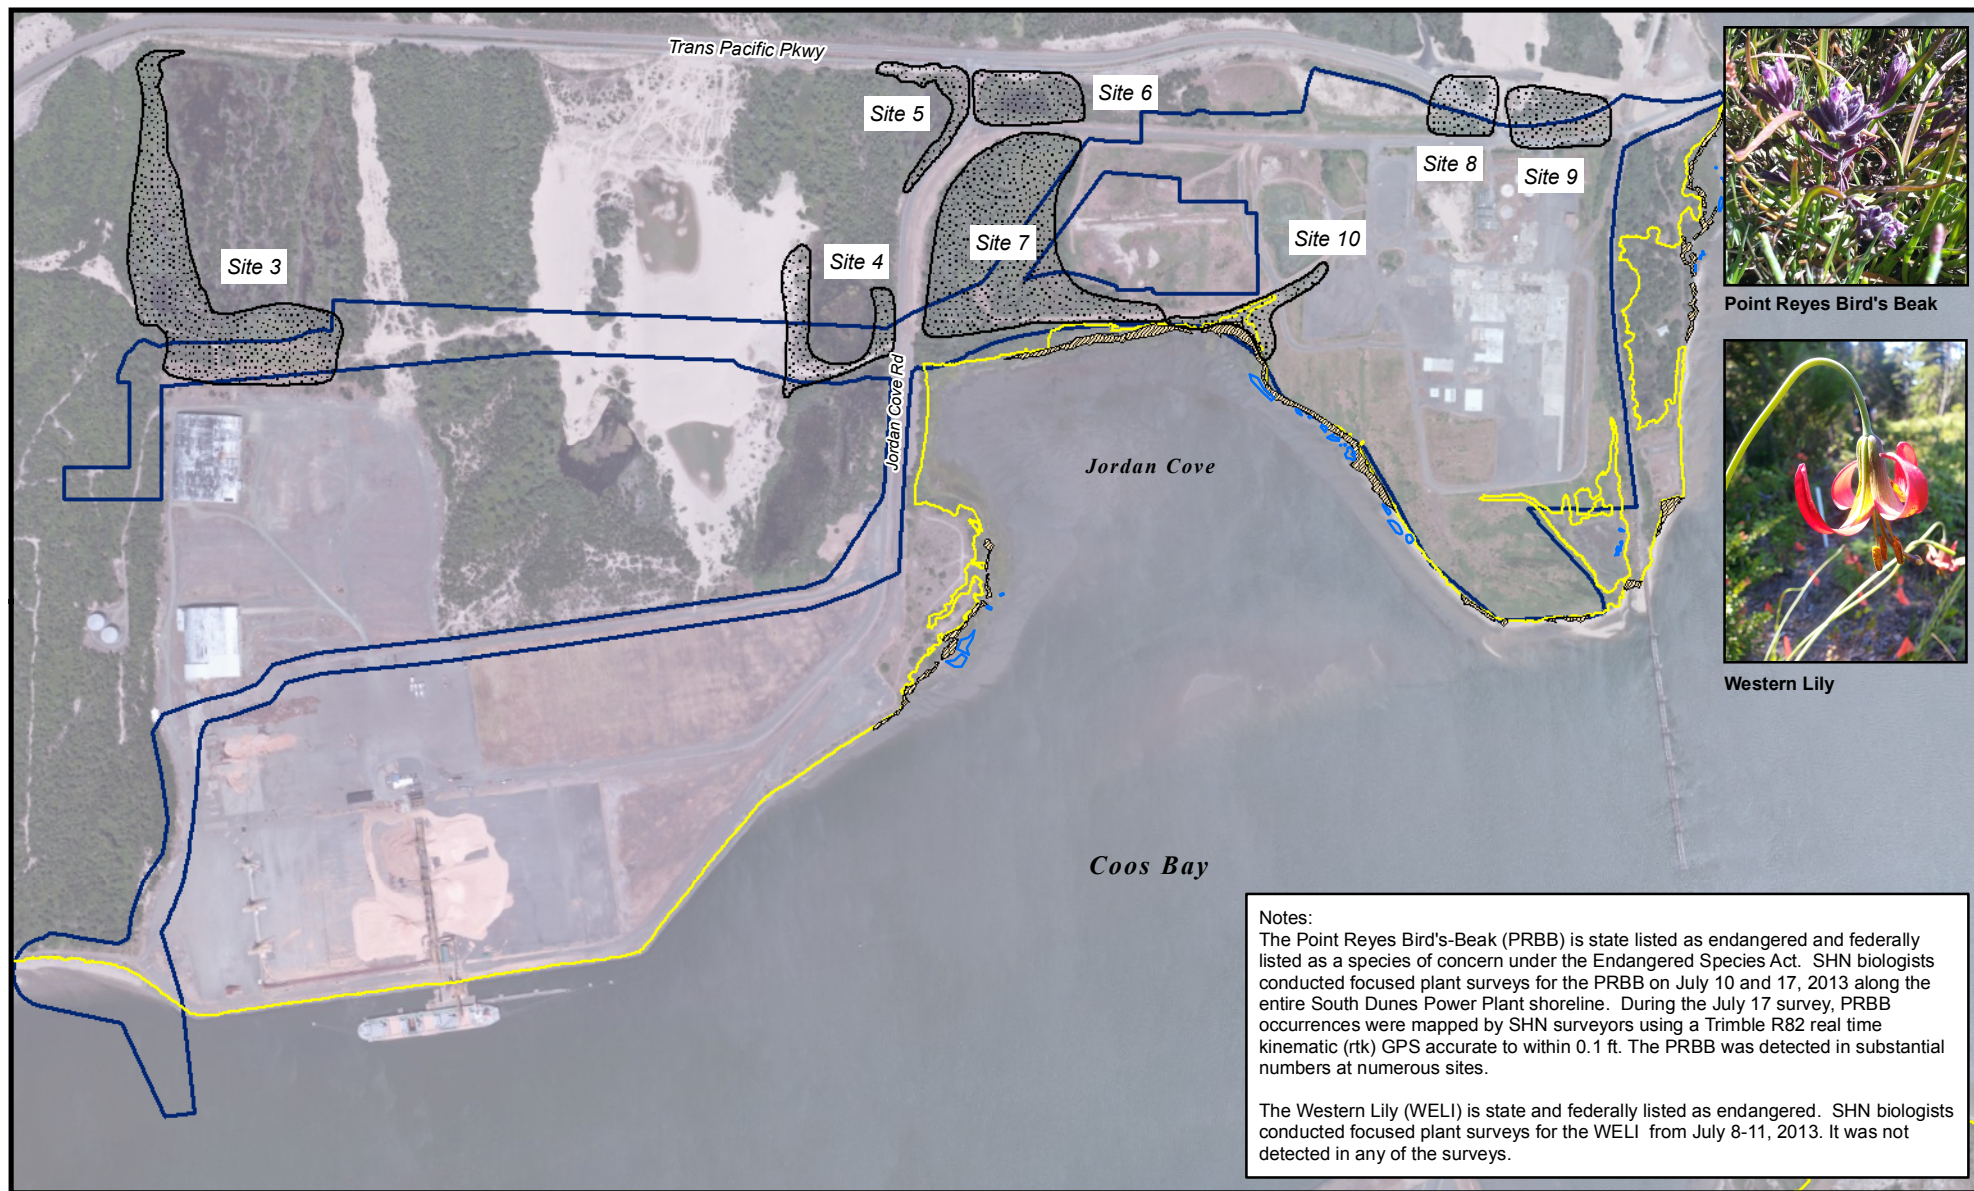 Trans Pacific Pkwy
Site 5
Site 6
Site 8
Site 9
Site 3
Site 4
Site 7
Site 10
Jordan Cove Rd
Jordan Cove
Coos Bay
Point Reyes Bird's Beak
Western Lily
Notes:
The Point Reyes Bird's-Beak (PRBB) is state listed as endangered and federally
listed as a species of concern under the Endangered Species Act.  SHN biologists
conducted focused plant surveys for the PRBB on July 10 and 17, 2013 along the
entire South Dunes Power Plant shoreline.  During the July 17 survey, PRBB
occurrences were mapped by SHN surveyors using a Trimble R82 real time
kinematic (rtk) GPS accurate to within 0.1 ft. The PRBB was detected in substantial
numbers at numerous sites.
The Western Lily (WELI) is state and federally listed as endangered.  SHN biologists
conducted focused plant surveys for the WELI  from July 8-11, 2013. It was not
detected in any of the surveys.